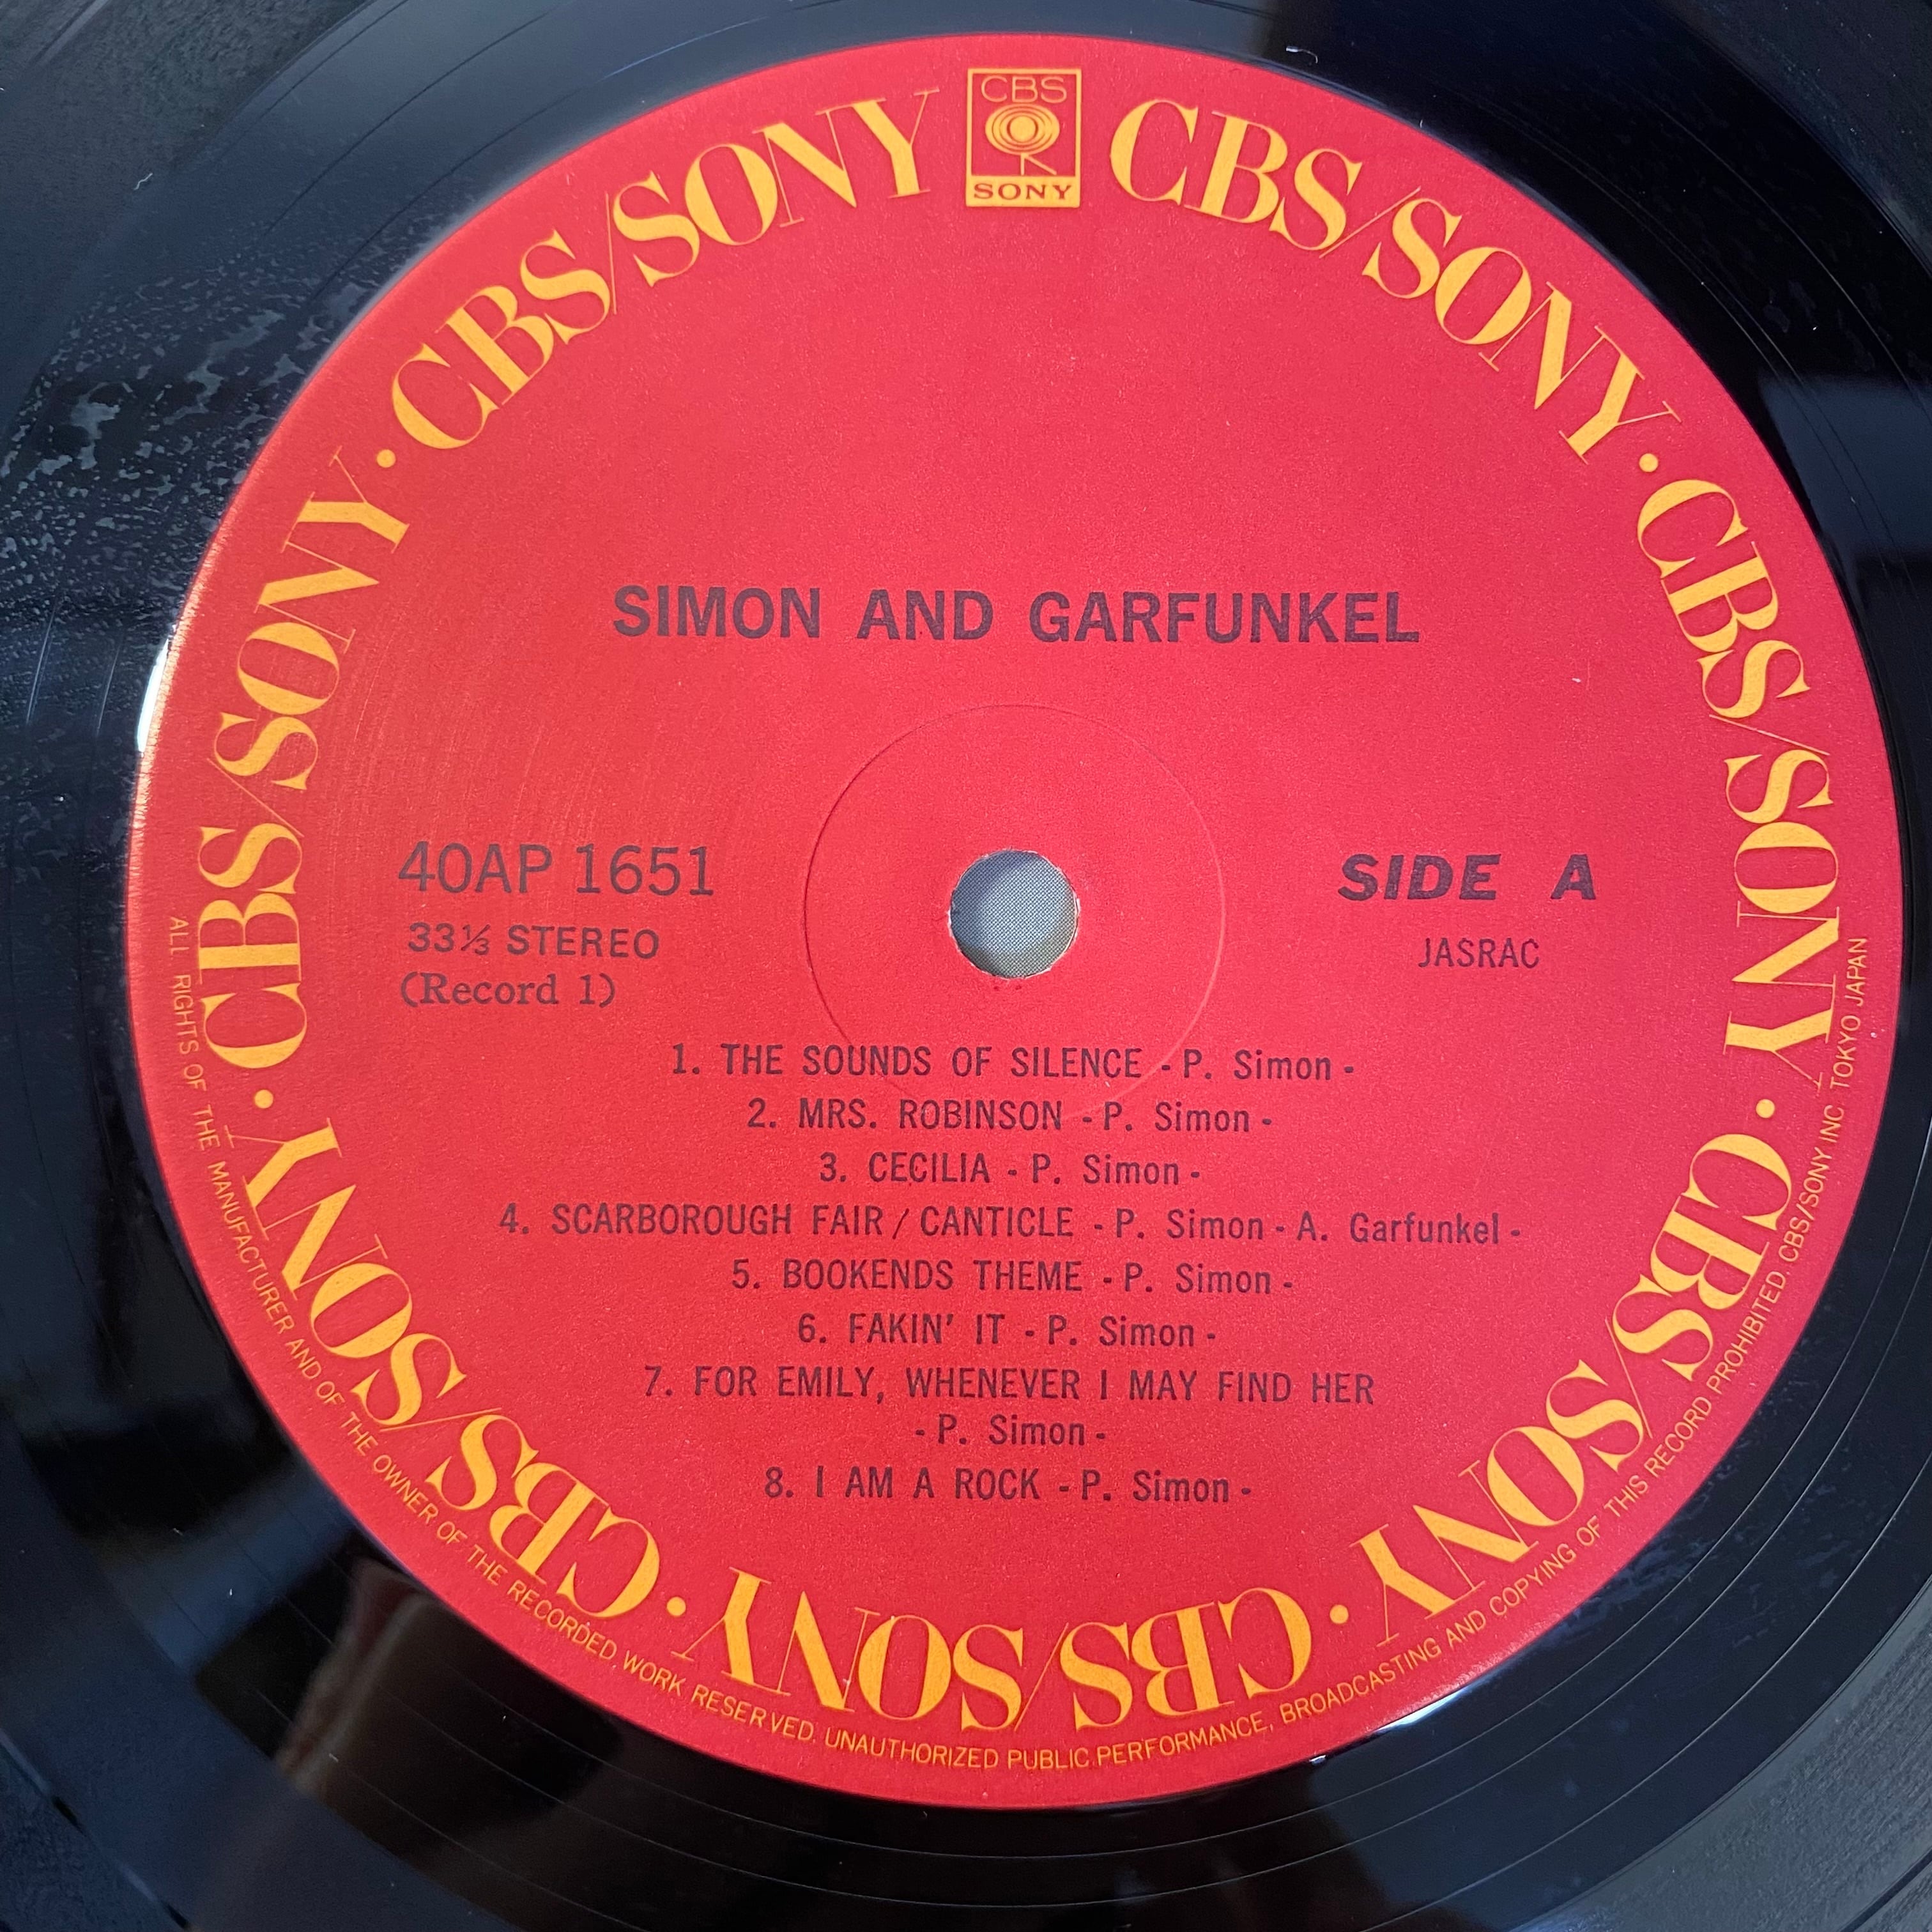 CBS
SONY
CBS/SONY · CBS/SONY · CBS/SONY · CBS/SONY · CBS/SONY · CBS/SONY · CBS/SONY
SIMON AND GARFUNKEL
40AP 1651
33⅓ STEREO
(Record 1)
SIDE A
JASRAC
1. THE SOUNDS OF SILENCE - P. Simon -
2. MRS. ROBINSON - P. Simon -
3. CECILIA - P. Simon -
4. SCARBOROUGH FAIR / CANTICLE - P. Simon - A. Garfunkel -
5. BOOKENDS THEME - P. Simon -
6. FAKIN' IT - P. Simon -
7. FOR EMILY, WHENEVER I MAY FIND HER
- P. Simon -
8. I AM A ROCK - P. Simon -
ALL RIGHTS OF THE MANUFACTURER AND OF THE OWNER OF THE RECORDED WORK RESERVED. UNAUTHORIZED PUBLIC PERFORMANCE, BROADCASTING AND COPYING OF THIS RECORD PROHIBITED. CBS/SONY INC. TOKYO JAPAN